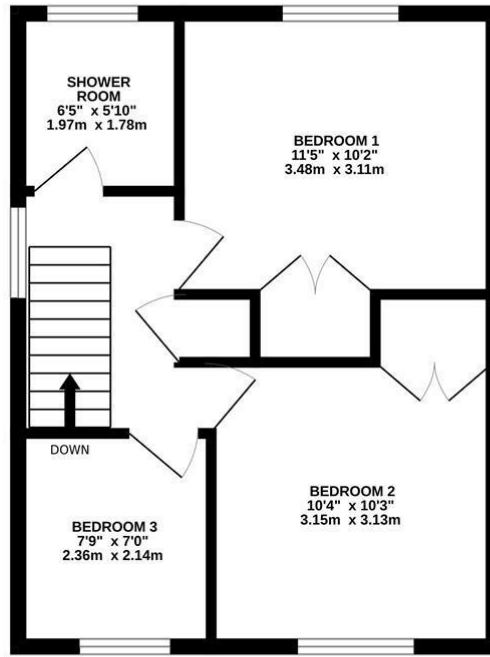 SHOWER
ROOM
6'5" x 5'10"
1.97m x 1.78m
BEDROOM 1
11'5" x 10'2"
3.48m x 3.11m
DOWN
BEDROOM 2
10'4" x 10'3"
3.15m x 3.13m
BEDROOM 3
7'9" x 7'0"
2.36m x 2.14m